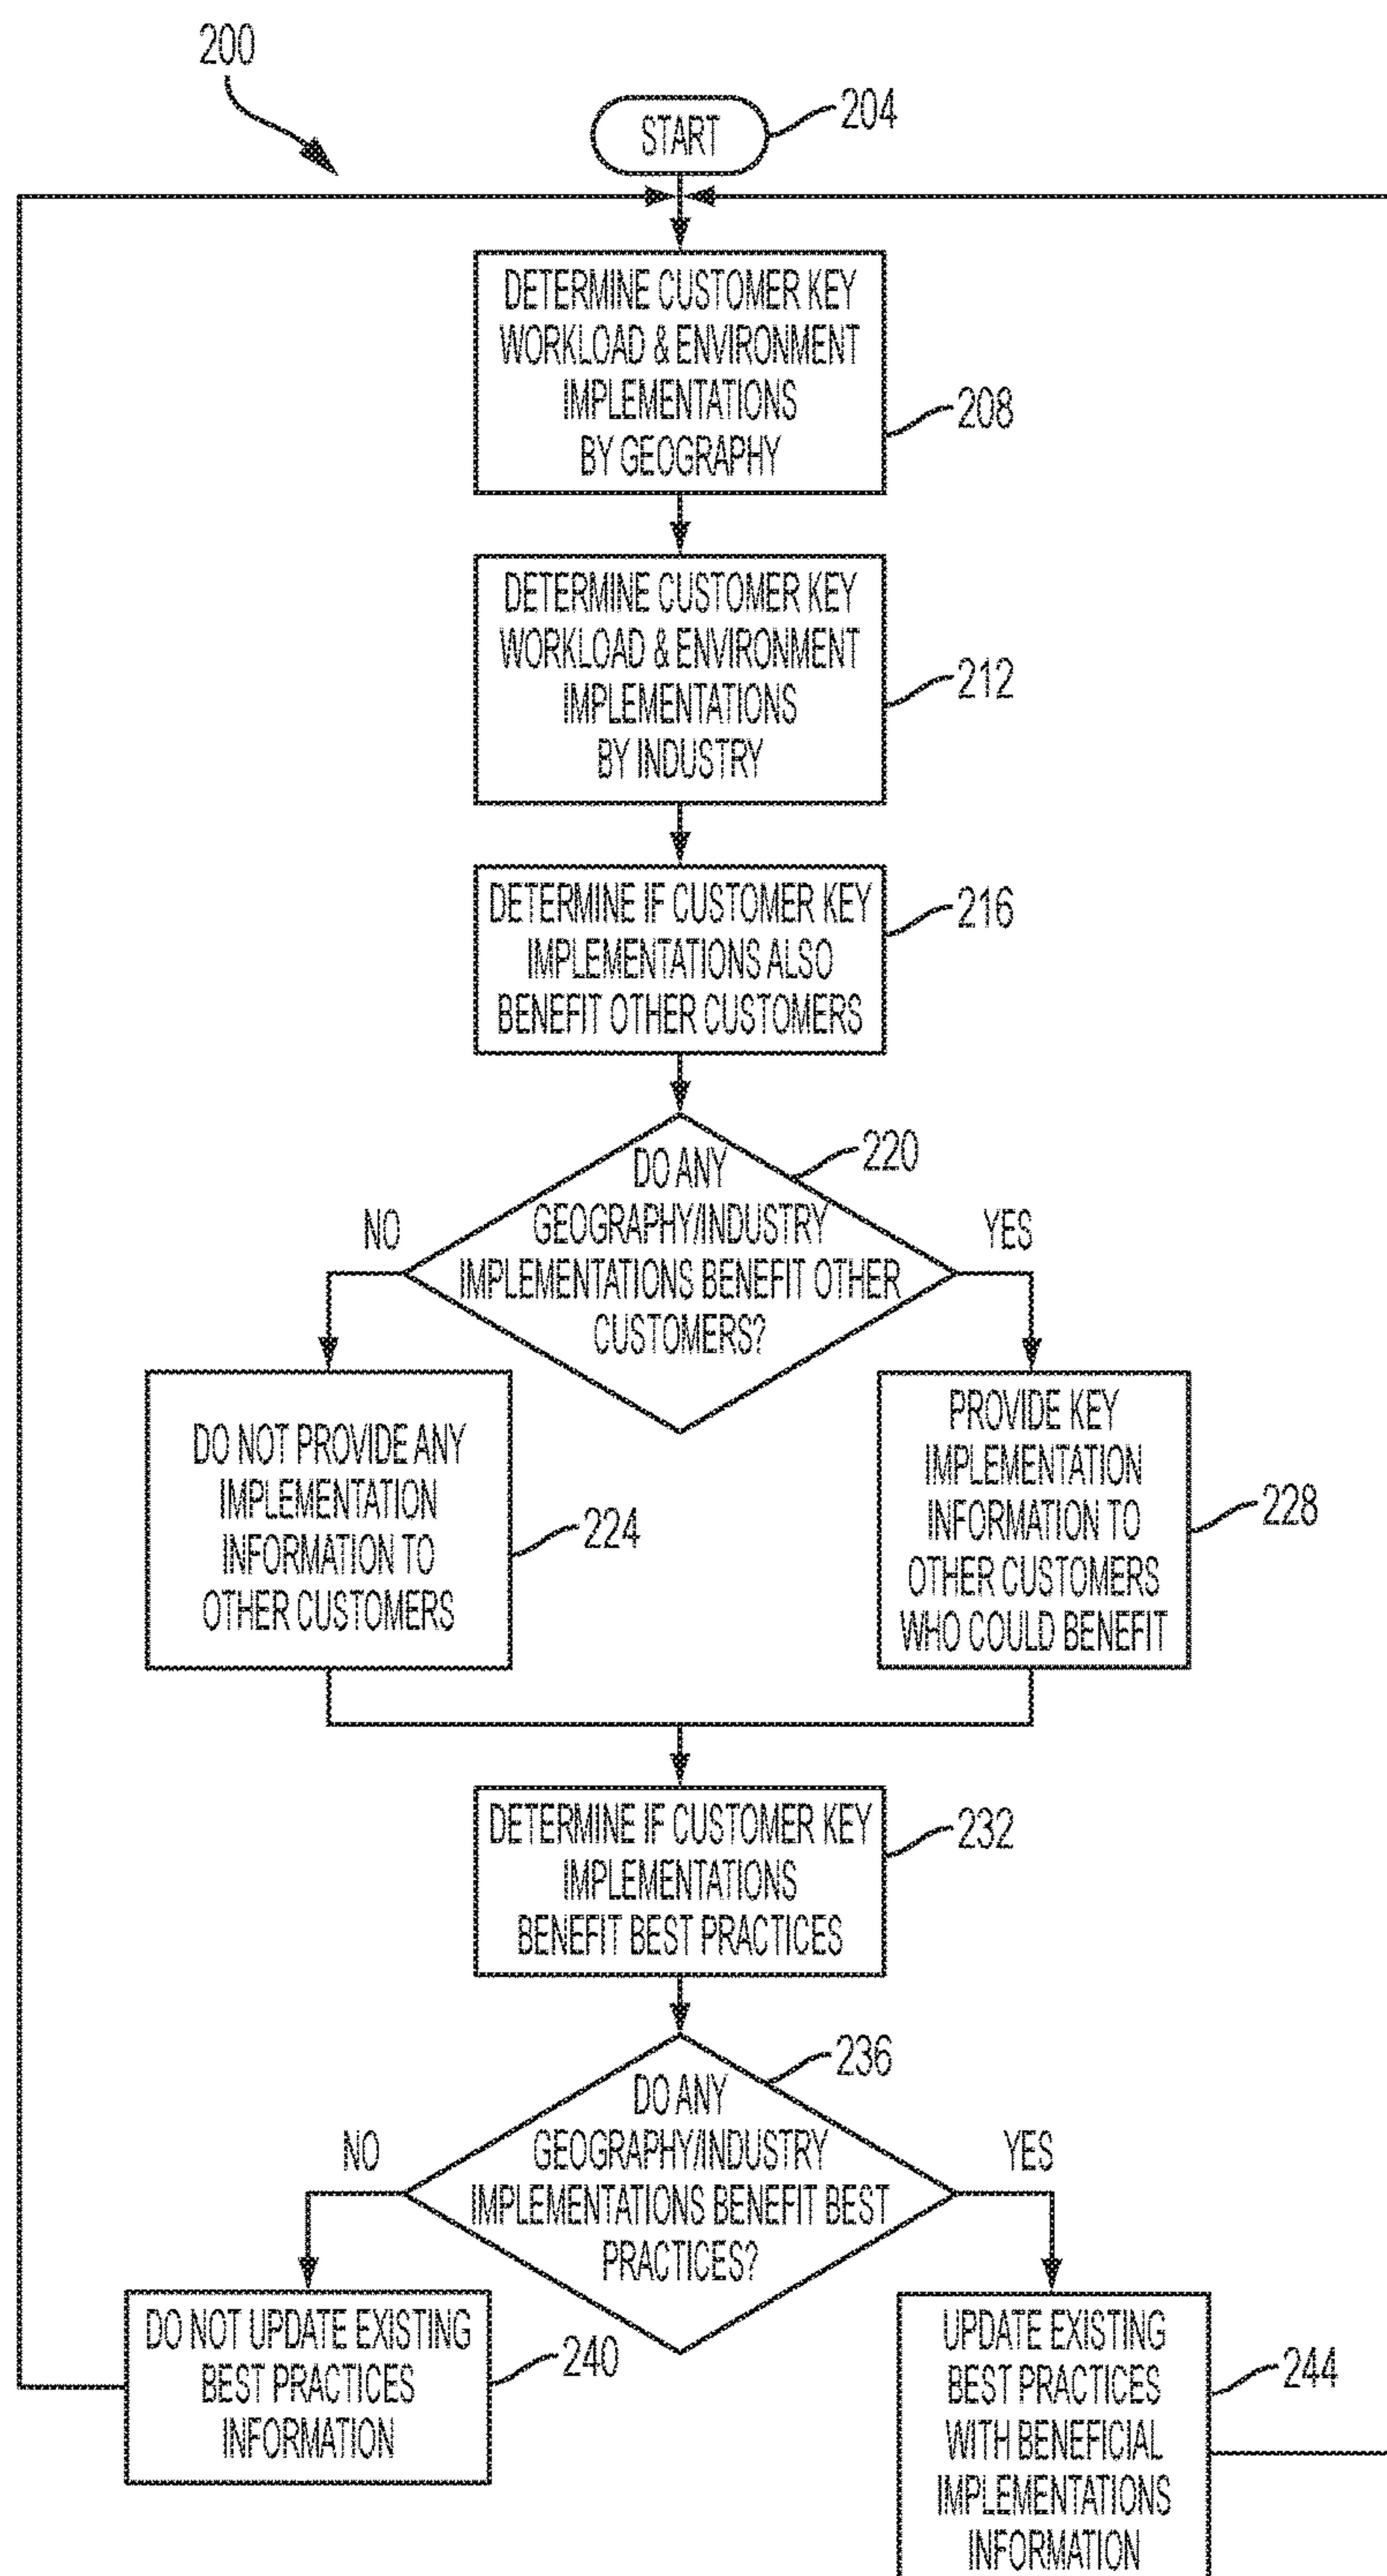 200
START
204
DETERMINE CUSTOMER KEY
WORKLOAD & ENVIRONMENT
IMPLEMENTATIONS
BY GEOGRAPHY
208
DETERMINE CUSTOMER KEY
WORKLOAD & ENVIRONMENT
IMPLEMENTATIONS
BY INDUSTRY
212
DETERMINE IF CUSTOMER KEY
IMPLEMENTATIONS ALSO
BENEFIT OTHER CUSTOMERS
216
DO ANY
GEOGRAPHY/INDUSTRY
IMPLEMENTATIONS BENEFIT OTHER
CUSTOMERS?
220
NO
YES
DO NOT PROVIDE ANY
IMPLEMENTATION
INFORMATION TO
OTHER CUSTOMERS
224
PROVIDE KEY
IMPLEMENTATION
INFORMATION TO
OTHER CUSTOMERS
WHO COULD BENEFIT
228
DETERMINE IF CUSTOMER KEY
IMPLEMENTATIONS
BENEFIT BEST PRACTICES
232
DO ANY
GEOGRAPHY/INDUSTRY
IMPLEMENTATIONS BENEFIT BEST
PRACTICES?
236
NO
YES
DO NOT UPDATE EXISTING
BEST PRACTICES
INFORMATION
240
UPDATE EXISTING
BEST PRACTICES
WITH BENEFICIAL
IMPLEMENTATIONS
INFORMATION
244